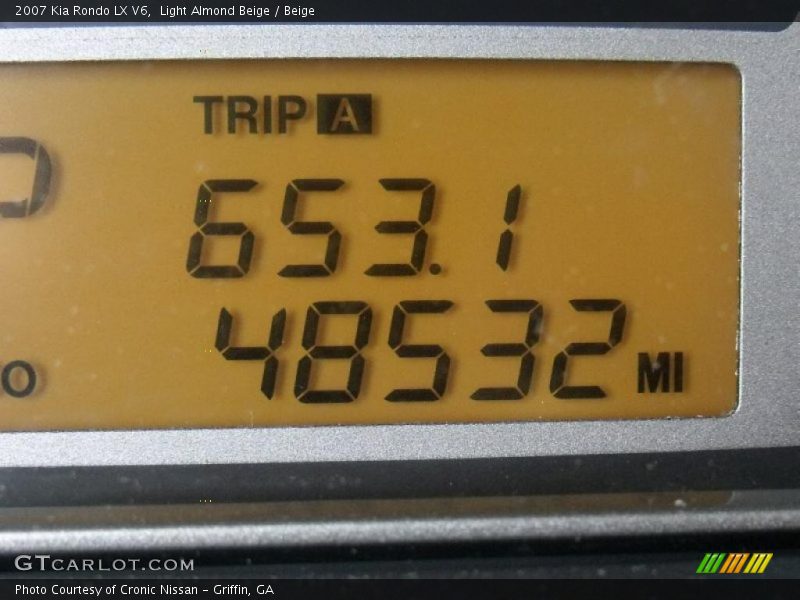 2007 Kia Rondo LX V6, Light Almond Beige / Beige
TRIP A
653.1
48532 MI
GTCARLOT.COM
Photo Courtesy of Cronic Nissan - Griffin, GA